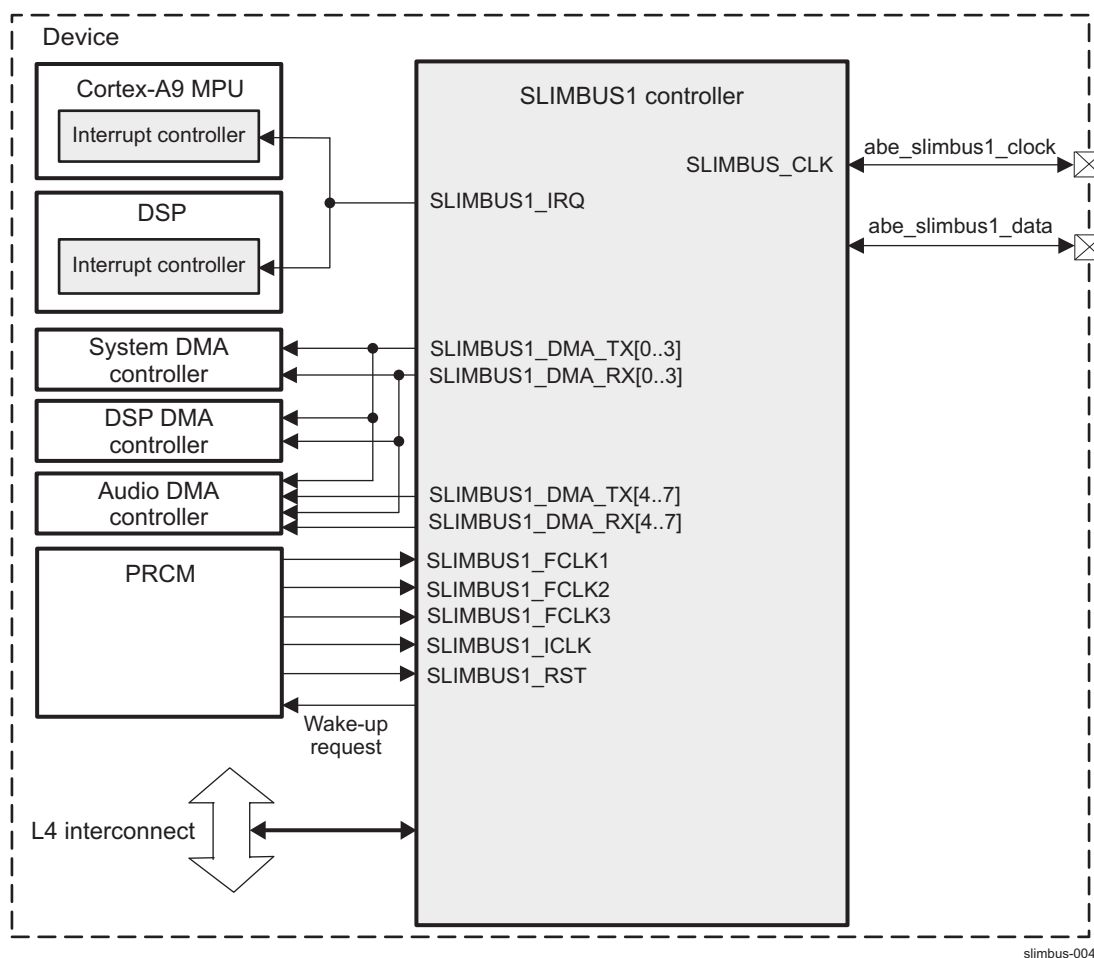 Device
Cortex-A9 MPU
Interrupt controller
DSP
Interrupt controller
System DMA
controller
DSP DMA
controller
Audio DMA
controller
PRCM
Wake-up
request
L4 interconnect
SLIMBUS1 controller
SLIMBUS_CLK
SLIMBUS1_IRQ
SLIMBUS1_DMA_TX[0..3]
SLIMBUS1_DMA_RX[0..3]
SLIMBUS1_DMA_TX[4..7]
SLIMBUS1_DMA_RX[4..7]
SLIMBUS1_FCLK1
SLIMBUS1_FCLK2
SLIMBUS1_FCLK3
SLIMBUS1_ICLK
SLIMBUS1_RST
abe_slimbus1_clock
abe_slimbus1_data
slimbus-004